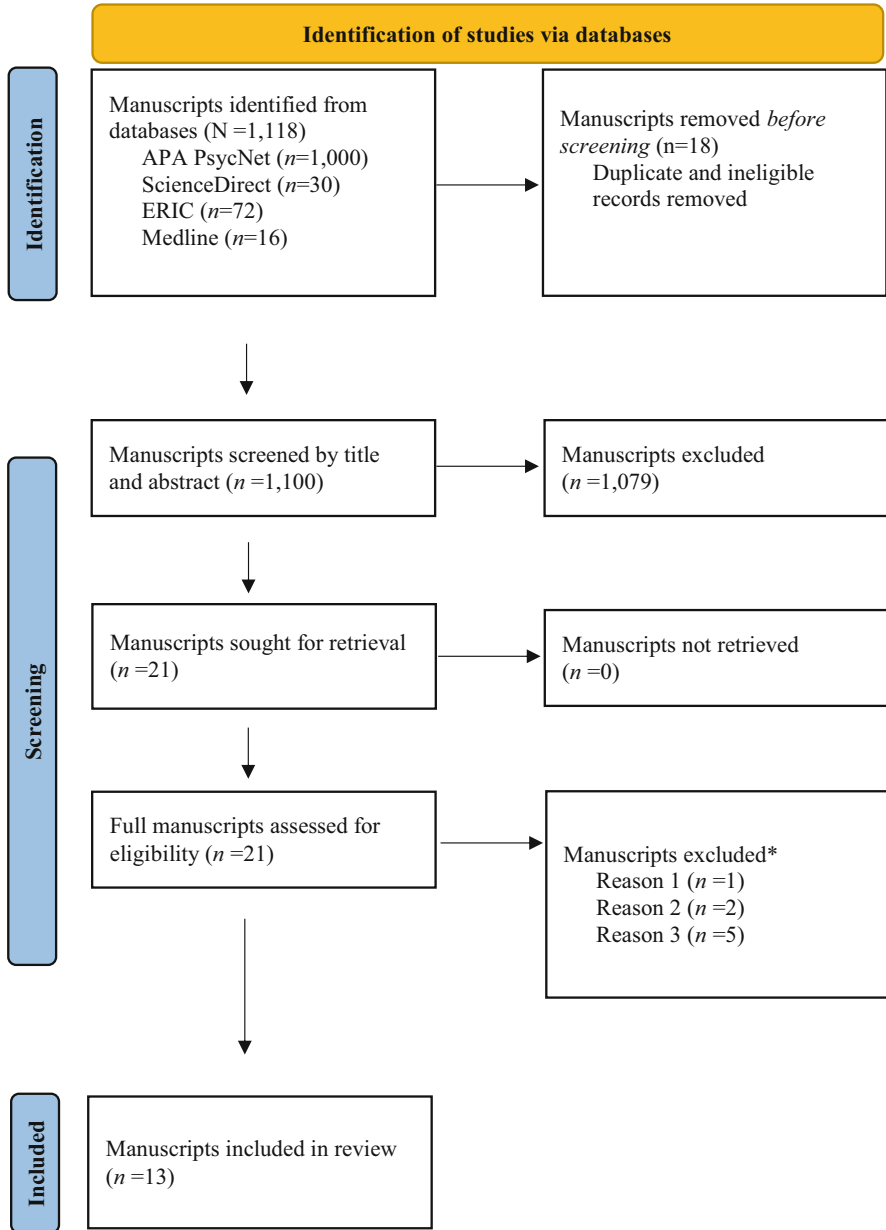 Identification of studies via databases
Identification
Manuscripts identified from
databases (N =1,118)
APA PsycNet (n=1,000)
ScienceDirect (n=30)
ERIC (n=72)
Medline (n=16)
Manuscripts removed before
screening (n=18)
Duplicate and ineligible
records removed
Screening
Manuscripts screened by title
and abstract (n =1,100)
Manuscripts excluded
(n =1,079)
Manuscripts sought for retrieval
(n =21)
Manuscripts not retrieved
(n =0)
Full manuscripts assessed for
eligibility (n =21)
Manuscripts excluded*
Reason 1 (n =1)
Reason 2 (n =2)
Reason 3 (n =5)
Included
Manuscripts included in review
(n =13)